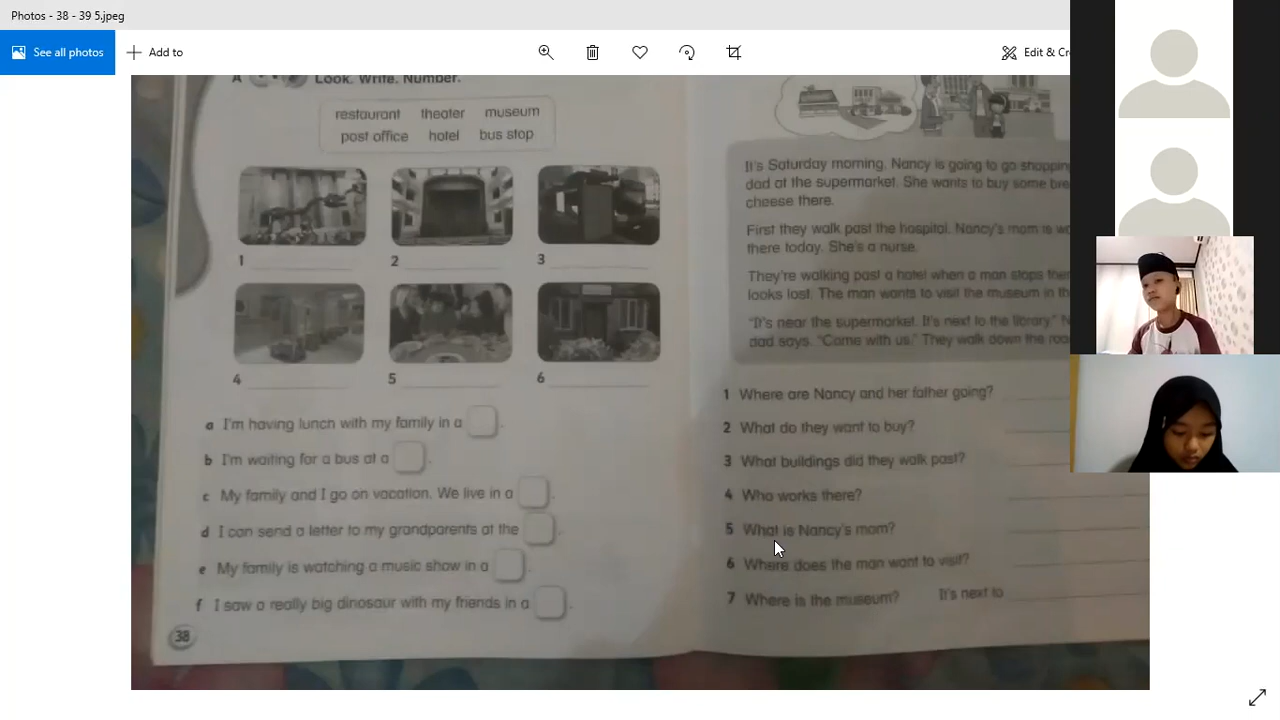 Photos - 38 - 39 5.jpeg
See all photos
Add to
Edit & Cr
A Look. Write. Number.
restaurant theater museum
post office hotel bus stop
1
2
3
4
5
6
a I'm having lunch with my family in a
b I'm waiting for a bus at a
c My family and I go on vacation. We live in a
d I can send a letter to my grandparents at the
e My family is watching a music show in a
f I saw a really big dinosaur with my friends in a
38
It's Saturday morning. Nancy is going to go shopping
dad at the supermarket. She wants to buy some bre
cheese there.
First they walk past the hospital. Nancy's mom is wo
there today. She's a nurse.
They're walking past a hotel when a man stops them
looks lost. The man wants to visit the museum in th
"It's near the supermarket. It's next to the library." N
dad says. "Come with us." They walk down the road
1 Where are Nancy and her father going?
2 What do they want to buy?
3 What buildings did they walk past?
4 Who works there?
5 What is Nancy's mom?
6 Where does the man want to visit?
7 Where is the museum? It's next to